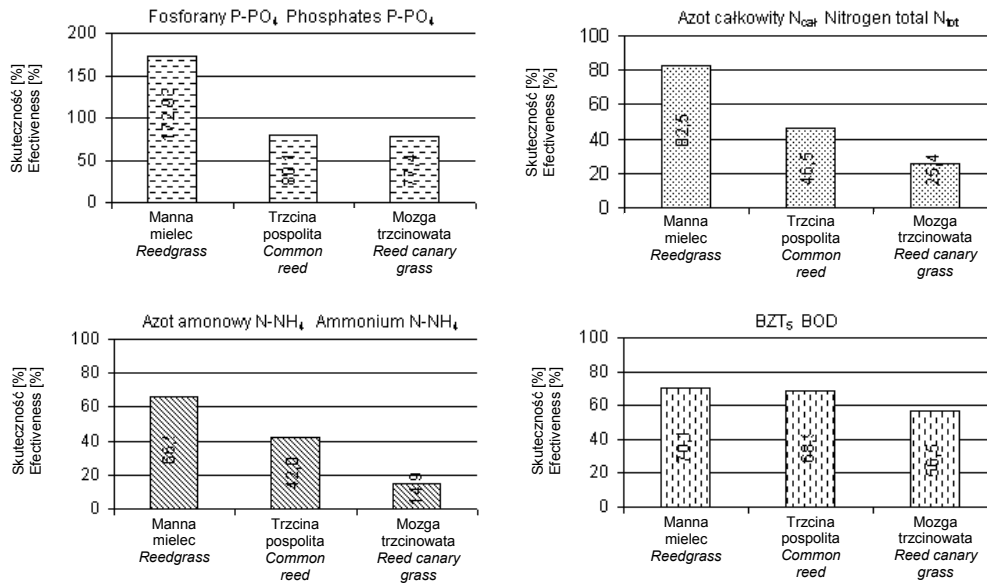 Fosforany P-PO₄ Phosphates P-PO₄
Skuteczność [%]
Efectiveness [%]
200
150
100
50
0
80,1
77,4
Manna
mielec
Reedgrass
Trzcina
pospolita
Common
reed
Mozga
trzcinowata
Reed canary
grass
Azot całkowity Ncał Nitrogen total Ntot
Skuteczność [%]
Efectiveness [%]
100
80
60
40
20
0
82,5
46,5
25,4
Manna
mielec
Reedgrass
Trzcina
pospolita
Common
reed
Mozga
trzcinowata
Reed canary
grass
Azot amonowy N-NH₄ Ammonium N-NH₄
Skuteczność [%]
Efectiveness [%]
100
80
60
40
20
0
42,0
14,9
Manna
mielec
Reedgrass
Trzcina
pospolita
Common
reed
Mozga
trzcinowata
Reed canary
grass
BZT₅ BOD
Skuteczność [%]
Efectiveness [%]
100
80
60
40
20
0
70,1
56,5
Manna
mielec
Reedgrass
Trzcina
pospolita
Common
reed
Mozga
trzcinowata
Reed canary
grass